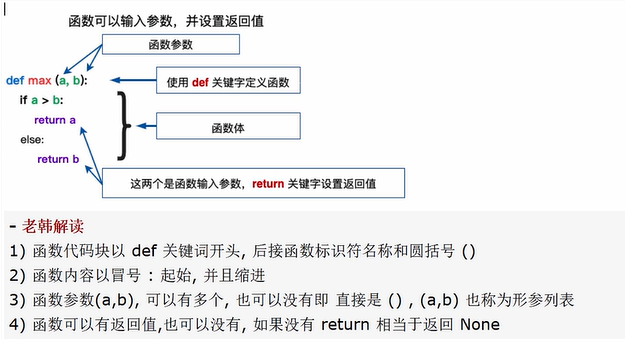 函数可以输入参数，并设置返回值
函数参数
def max (a, b):
使用 def 关键字定义函数
if a > b:
return a
函数体
else:
return b
这两个是函数输入参数，return 关键字设置返回值
- 老韩解读
1) 函数代码块以 def 关键词开头, 后接函数标识符名称和圆括号 ()
2) 函数内容以冒号 : 起始, 并且缩进
3) 函数参数(a,b), 可以有多个, 也可以没有即 直接是 () , (a,b) 也称为形参列表
4) 函数可以有返回值,也可以没有, 如果没有 return 相当于返回 None